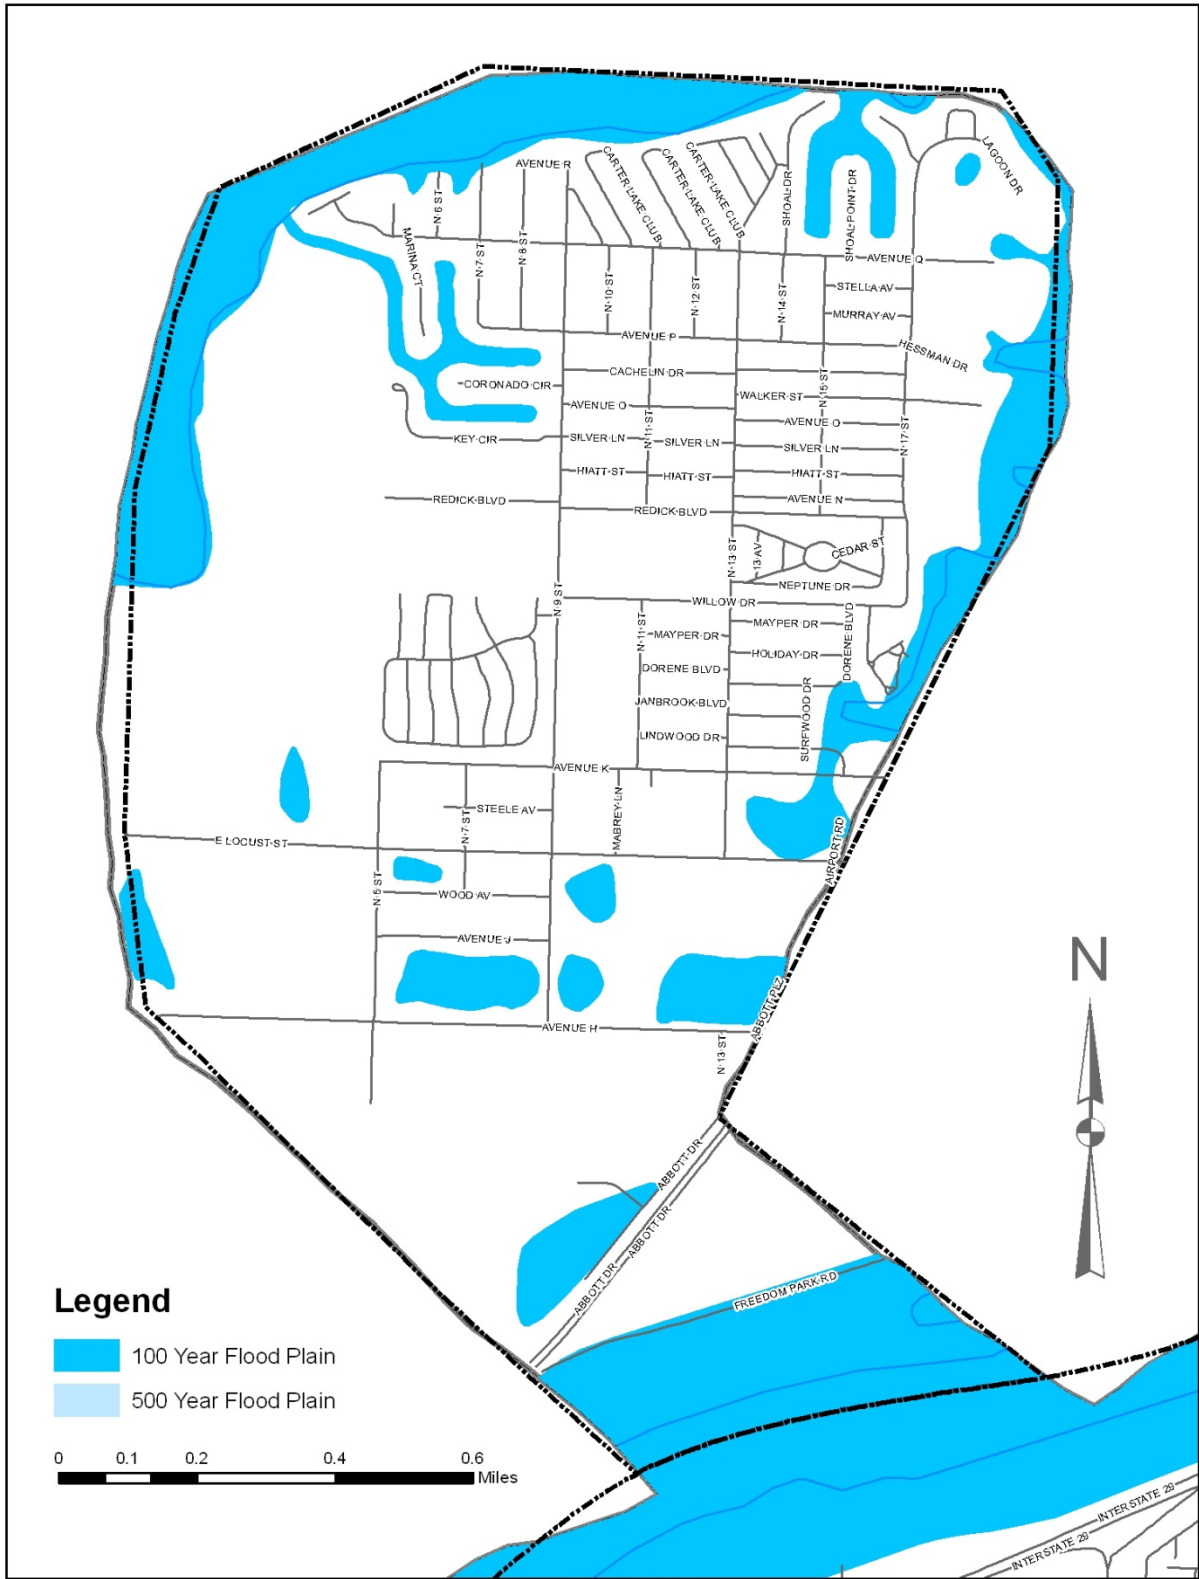 LAGOON DR
AVENUE R
CARTER LAKE CLUB
CARTER LAKE CLUB
CARTER LAKE CLUB
SHOAL DR
SHOAL POINT DR
N 6 ST
MARINA CT
N 7 ST
N 8 ST
AVENUE Q
N 10 ST
N 12 ST
N 14 ST
STELLA AV
MURRAY AV
AVENUE P
HESSMAN DR
CACHELIN DR
CORONADO CIR
N 15 ST
WALKER ST
AVENUE O
AVENUE O
N 11 ST
N 17 ST
KEY CIR
SILVER LN
SILVER LN
SILVER LN
HIATT ST
HIATT ST
HIATT ST
REDICK BLVD
AVENUE N
REDICK BLVD
N 13 ST
13 AV
CEDAR ST
NEPTUNE DR
N 9 ST
WILLOW DR
N 11 ST
MAYPER DR
MAYPER DR
DORENE BLVD
HOLIDAY DR
DORENE BLVD
JANBROOK BLVD
SURFWOOD DR
LINDWOOD DR
AVENUE K
STEELE AV
N 7 ST
MABREY LN
E LOCUST ST
AIRPORT RD
N 5 ST
WOOD AV
AVENUE J
ABBOTT PLZ
AVENUE H
N 13 ST
N
ABBOTT DR
ABBOTT DR
ABBOTT DR
FREEDOM PARK RD
Legend
100 Year Flood Plain
500 Year Flood Plain
0 0.1 0.2 0.4 0.6
Miles
INTERSTATE 29
INTERSTATE 29